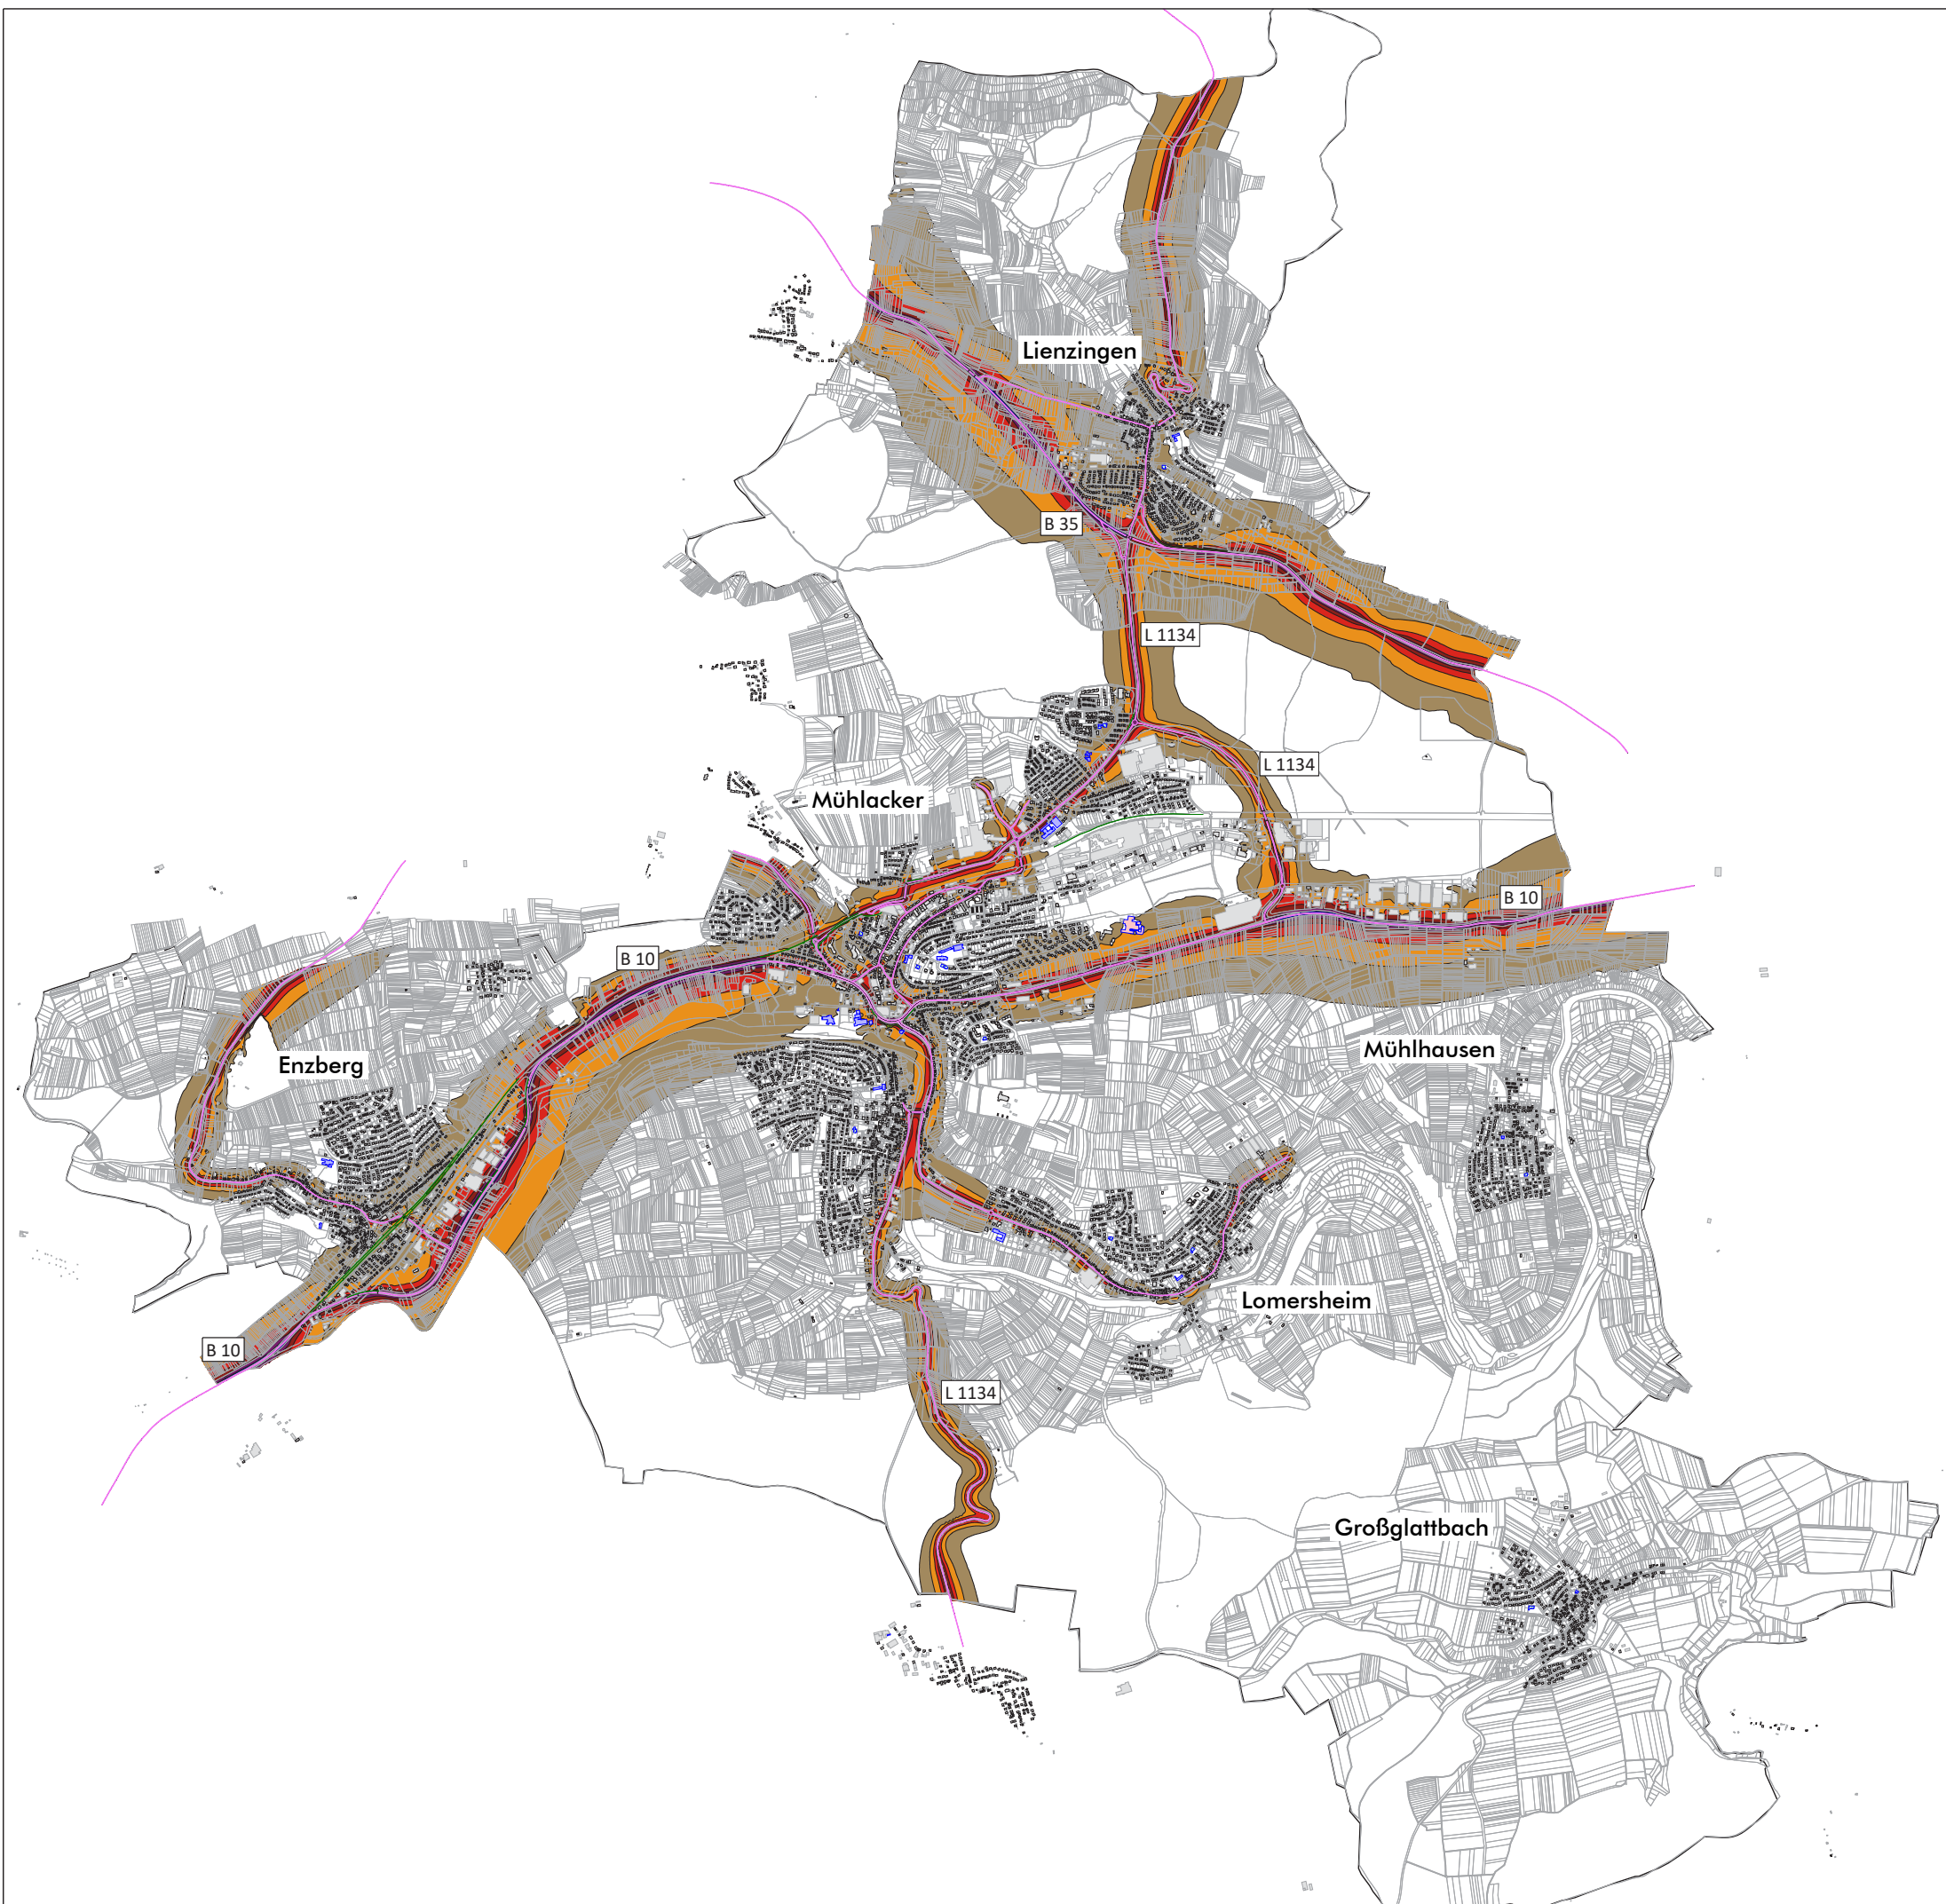 Lienzingen
B 35
L 1134
L 1134
Mühlacker
B 10
B 10
Mühlhausen
Enzberg
Lomersheim
B 10
L 1134
Großglattbach